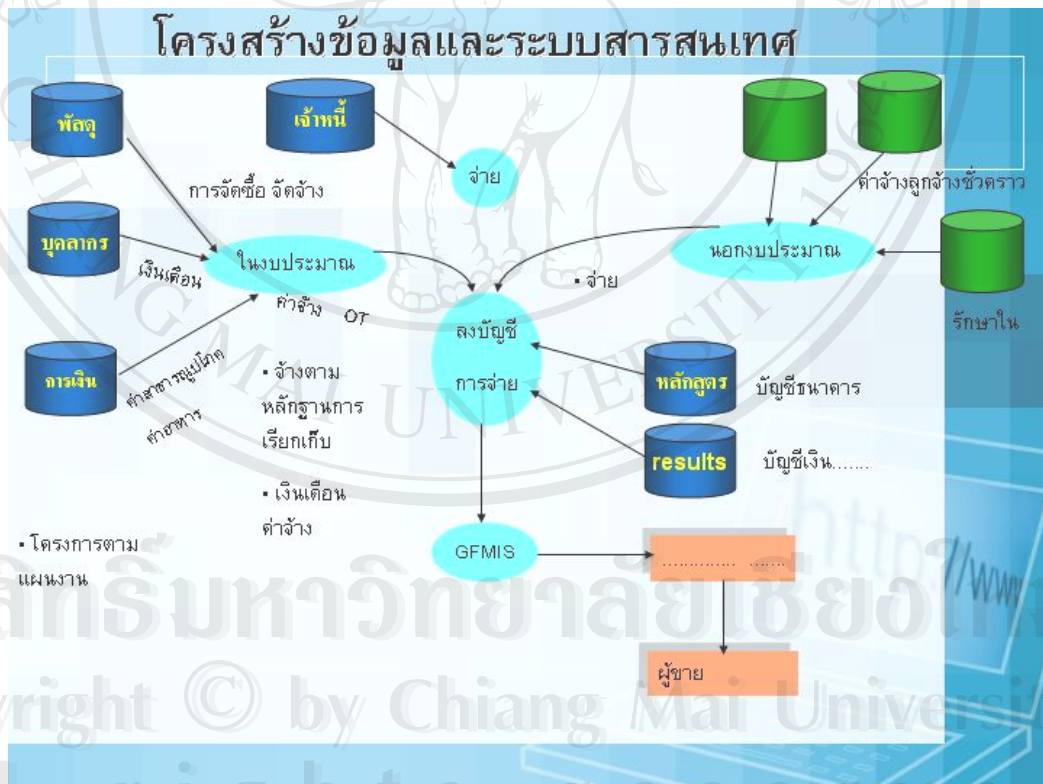 โครงสร้างข้อมูลและระบบสารสนเทศ
พัสดุ
เจ้าหนี้
จ่าย
การจัดซื้อ จัดจ้าง
ค่าจ้างลูกจ้างชั่วคราว
บุคลากร
เงินเดือน
ในงบประมาณ
นอกงบประมาณ
▪ จ่าย
ค่าจ้าง OT
รักษาใน
ลงบัญชี
การจ่าย
การเงิน
ค่าสาธารณูปโภค
ค่าอาหาร
▪ จ้างตาม
หลักฐานการ
เรียกเก็บ
หลักสูตร
บัญชีธนาคาร
results
บัญชีเงิน.......
▪ เงินเดือน
ค่าจ้าง
▪ โครงการตาม
แผนงาน
GFMIS
.............. .......
ผู้ขาย
CHIANG MAI UNIVERSITY 1964
http://www
สิทธิ์มหาวิทยาลัยเชียงให
yright © by Chiang Mai Universi